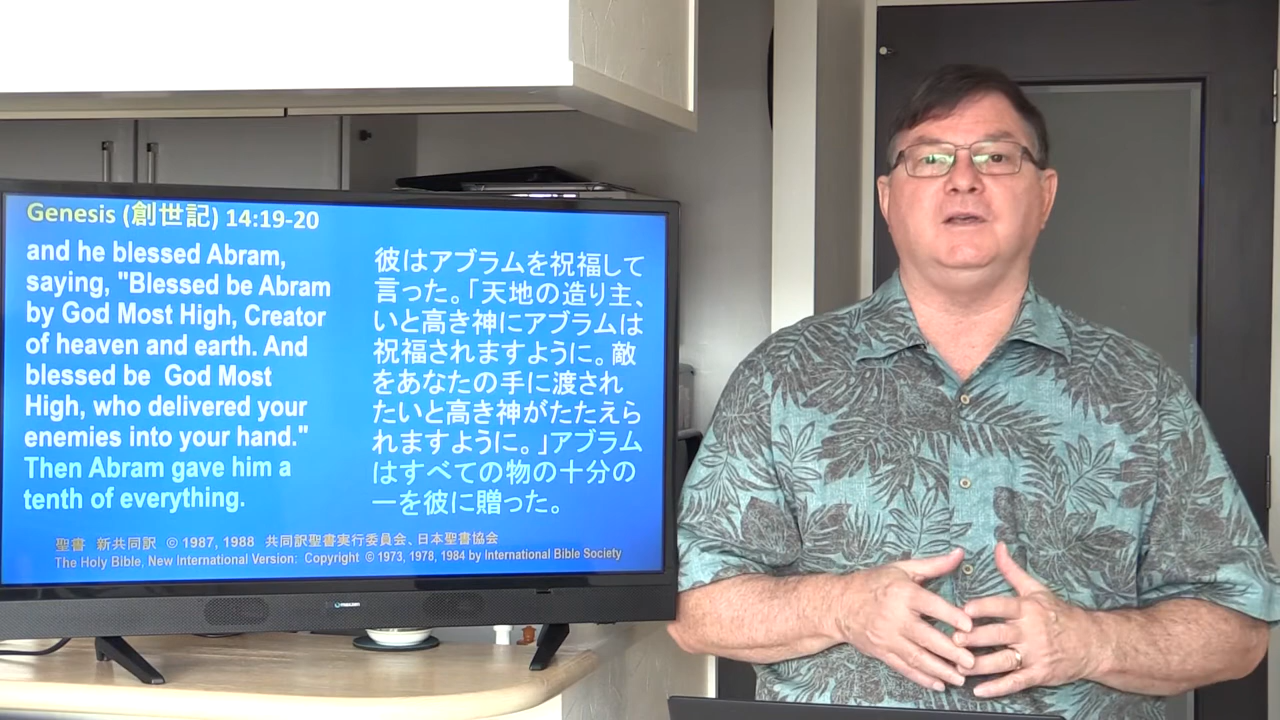 Genesis (創世記) 14:19-20
and he blessed Abram,
saying, "Blessed be Abram
by God Most High, Creator
of heaven and earth. And
blessed be God Most
High, who delivered your
enemies into your hand."
Then Abram gave him a
tenth of everything.
彼はアブラムを祝福して
言った。「天地の造り主、
いと高き神にアブラムは
祝福されますように。敵
をあなたの手に渡され
たいと高き神がたたえら
れますように。」アブラム
はすべての物の十分の
一を彼に贈った。
聖書 新共同訳 © 1987, 1988 共同訳聖書実行委員会、日本聖書協会
The Holy Bible, New International Version: Copyright © 1973, 1978, 1984 by International Bible Society